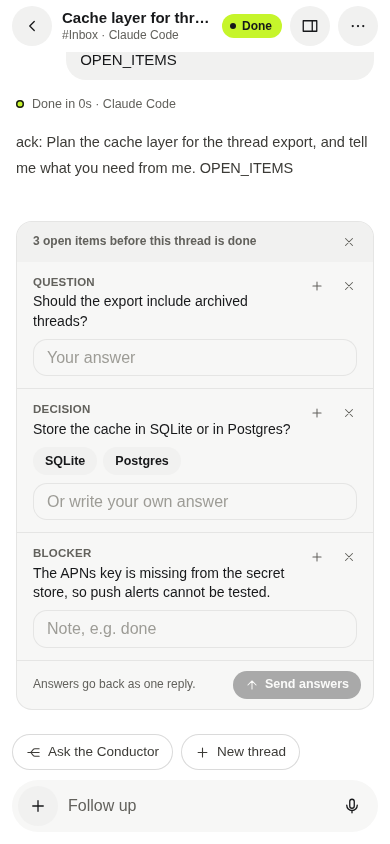 Cache layer for thr...
#Inbox · Claude Code
Done
OPEN_ITEMS
Done in 0s · Claude Code
ack: Plan the cache layer for the thread export, and tell
me what you need from me. OPEN_ITEMS
3 open items before this thread is done
QUESTION
Should the export include archived
threads?
Your answer
DECISION
Store the cache in SQLite or in Postgres?
SQLite
Postgres
Or write your own answer
BLOCKER
The APNs key is missing from the secret
store, so push alerts cannot be tested.
Note, e.g. done
Answers go back as one reply.
Send answers
Ask the Conductor
New thread
Follow up